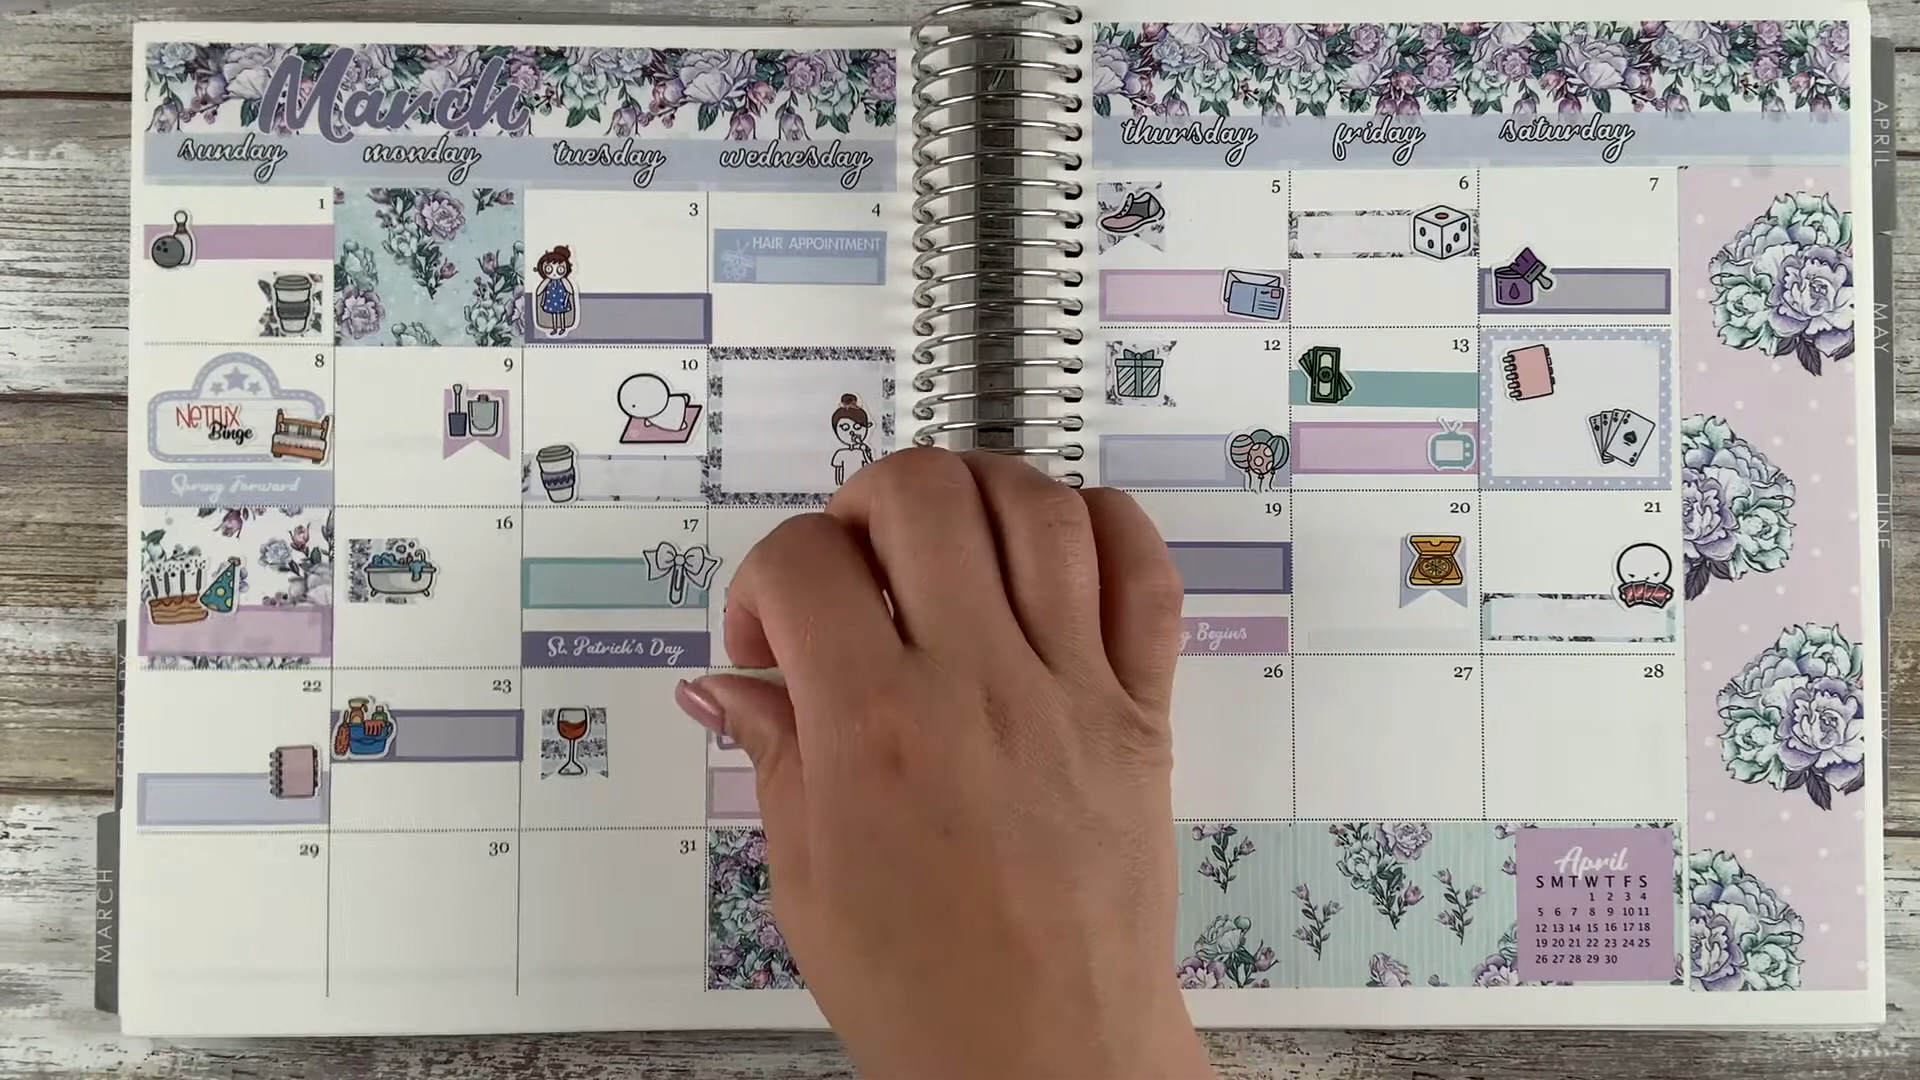 March
sunday monday tuesday wednesday
thursday friday saturday
1 3 4
HAIR APPOINTMENT
5 6 7
8 9 10
NETFLIX
Binge
Spring Forward
12 13
16 17
St. Patrick's Day
19 20 21
Begins
22 23
26 27 28
29 30 31
April
S M T W T F S
1 2 3 4
5 6 7 8 9 10 11
12 13 14 15 16 17 18
19 20 21 22 23 24 25
26 27 28 29 30
MARCH
FEBRUARY
APRIL
MAY
JUNE
JULY